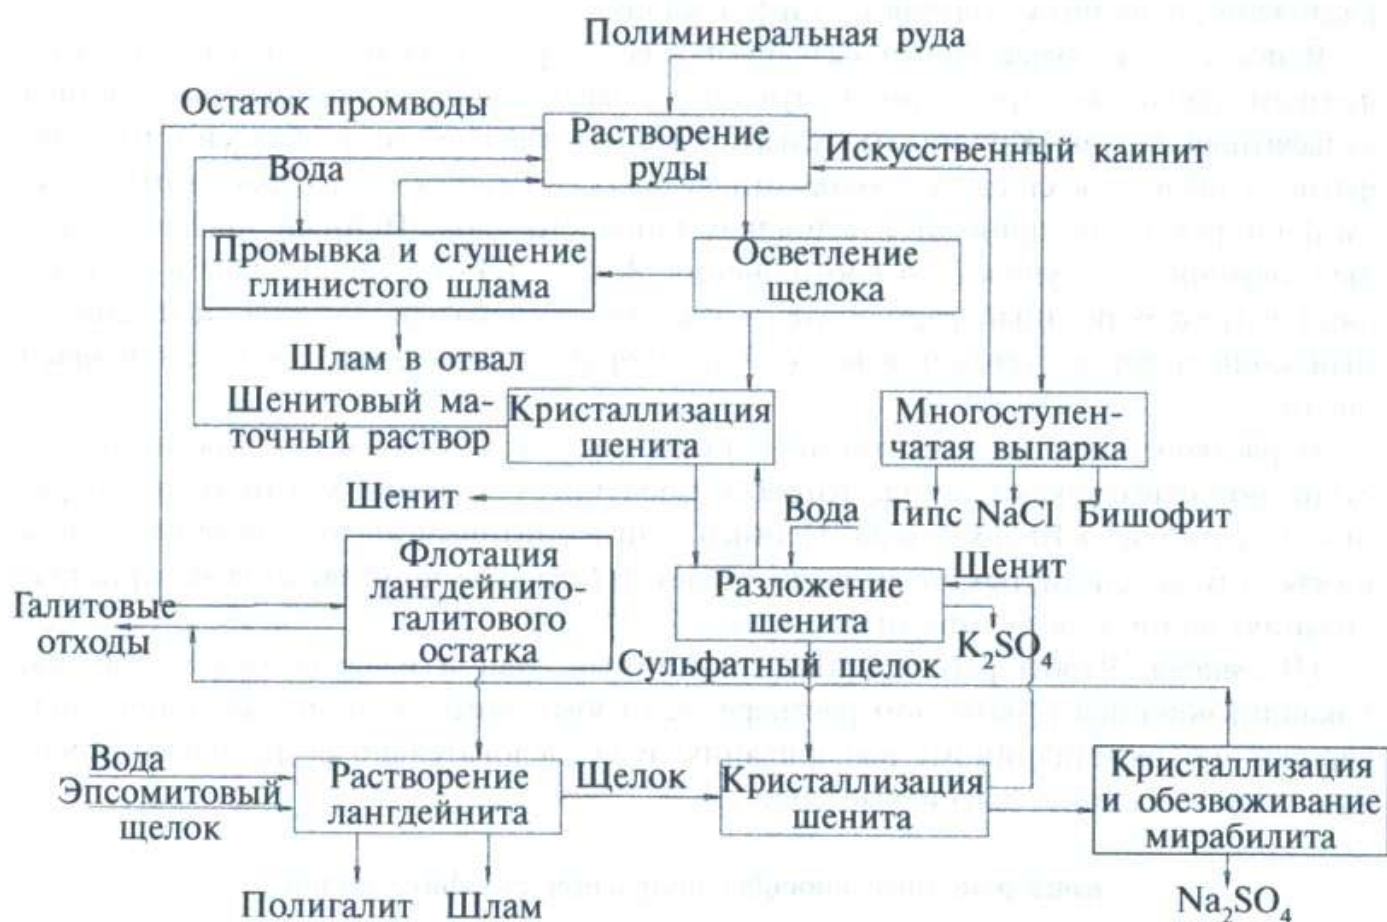 Полиминеральная руда
Остаток промводы
Растворение
руды
Вода
Искусственный каинит
Промывка и сгущение
глинистого шлама
Осветление
щелока
Шлам в отвал
Шенитовый ма-
точный раствор
Кристаллизация
шенита
Многоступен-
чатая выпарка
Шенит
Вода
Гипс NaCl Бишофит
Флотация
лангдейнито-
галитового
остатка
Разложение
шенита
Шенит
Галитовые
отходы
K₂SO₄
Сульфатный щелок
Вода
Эпсомитовый
щелок
Растворение
лангдейнита
Щелок
Кристаллизация
шенита
Кристаллизация
и обезвоживание
мирабилита
Полигалит
Шлам
Na₂SO₄